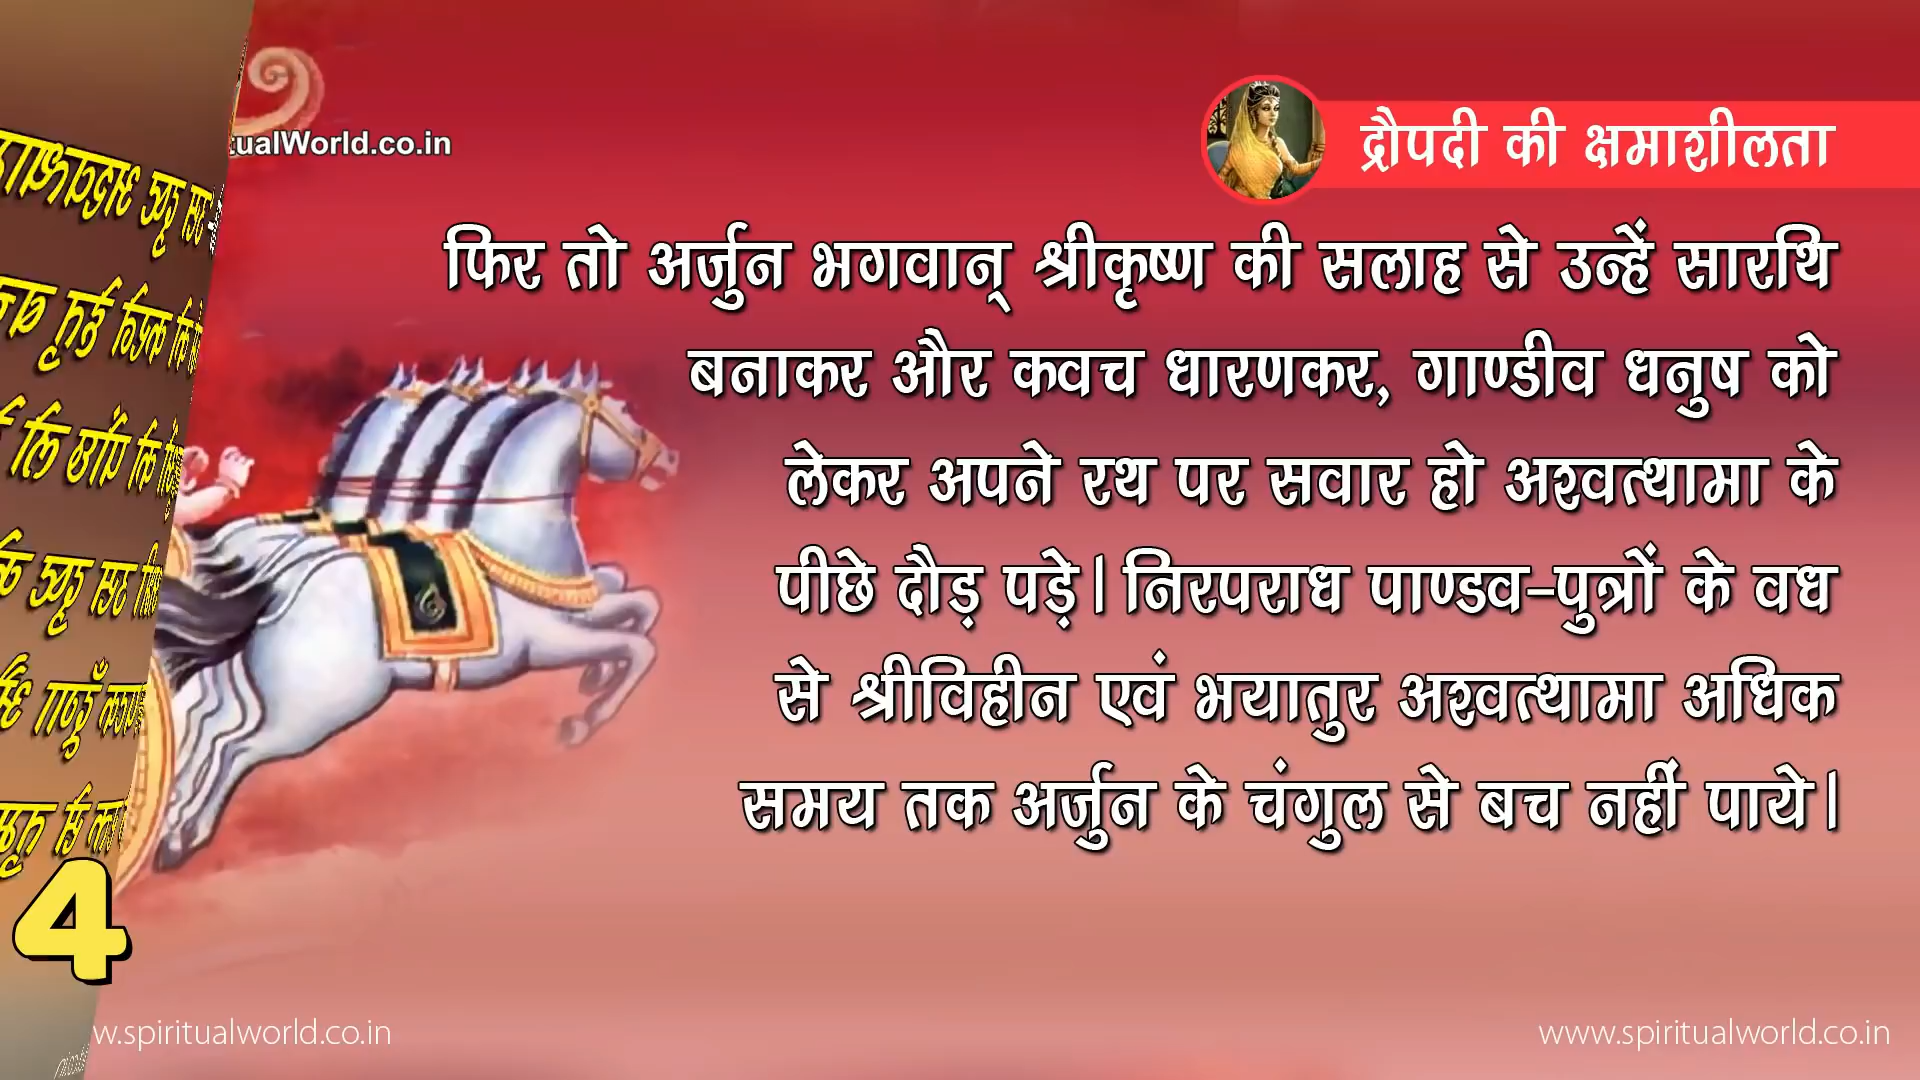 tualWorld.co.in
द्रौपदी की क्षमाशीलता
फिर तो अर्जुन भगवान् श्रीकृष्ण की सलाह से उन्हें सारथि
बनाकर और कवच धारणकर, गाण्डीव धनुष को
लेकर अपने रथ पर सवार हो अश्वत्थामा के
पीछे दौड़ पड़े। निरपराध पाण्डव-पुत्रों के वध
से श्रीविहीन एवं भयातुर अश्वत्थामा अधिक
समय तक अर्जुन के चंगुल से बच नहीं पाये।
4
w.spiritualworld.co.in
www.spiritualworld.co.in